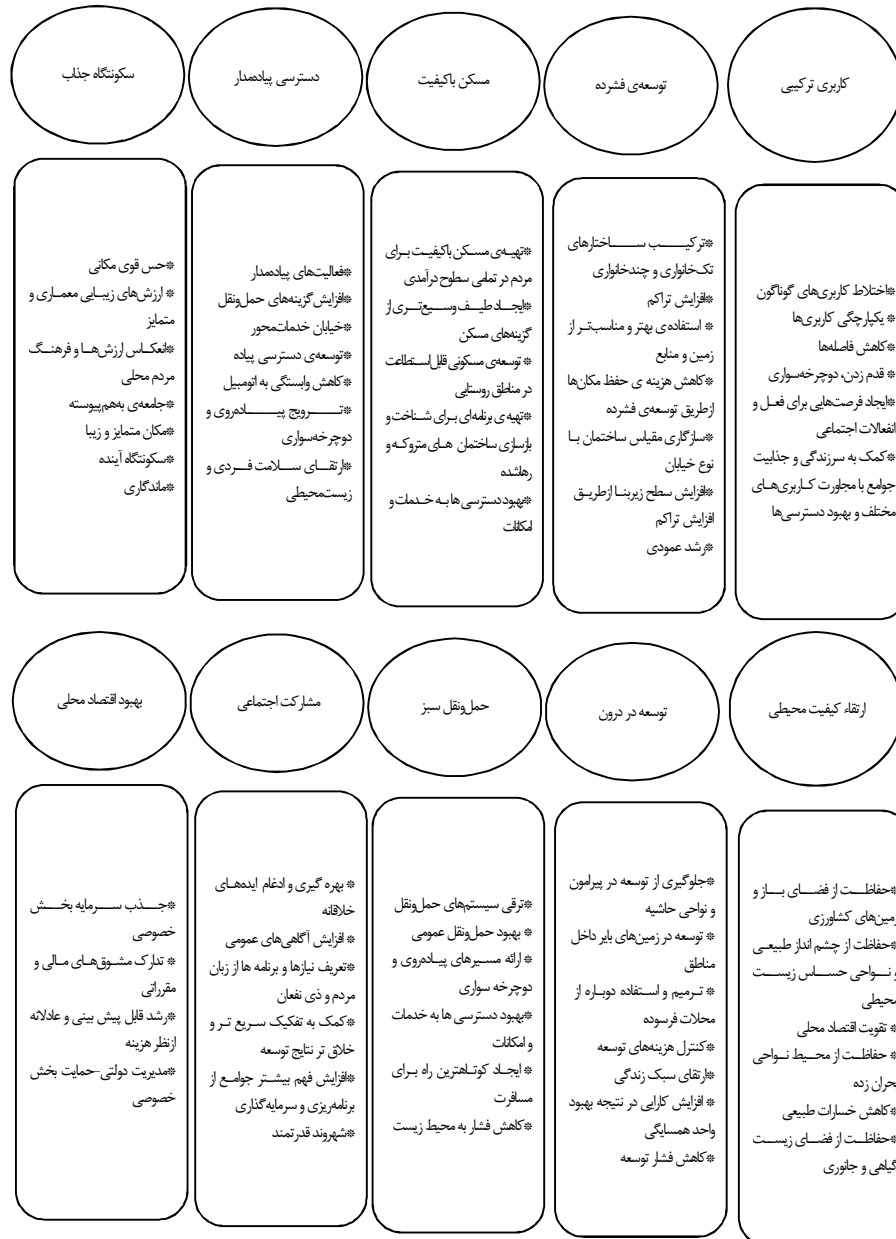 کاربری ترکیبی
توسعه‌ی فشرده
مسکن باکیفیت
دسترسی پیاده‌مدار
سکونتگاه جذاب
*اختلاط کاربری‌های گوناگون
* یکپارچگی کاربری‌ها
*کاهش فاصله‌ها
* قدم زدن، دوچرخه‌سواری
*ایجاد فرصت‌هایی برای فعل و
انفعالات اجتماعی
*کمک به سرزندگی و جذابیت
جوامع با مجاورت کاربری‌های
مختلف و بهبود دسترسی‌ها
*ترکیب ساختارهای
تک‌خانواری و چندخانواری
*افزایش تراکم
* استفاده‌ی بهتر و مناسب‌تر از
زمین و منابع
*کاهش هزینه ی حفظ مکان‌ها
ازطریق توسعه‌ی فشرده
*سازگاری مقیاس ساختمان با
نوع خیابان
*افزایش سطح زیربنا ازطریق
افزایش تراکم
*رشد عمودی
*تهیه‌ی مسکن باکیفیت برای
مردم در تمامی سطوح درآمدی
*ایجاد طیف وسیع‌تری از
گزینه‌های مسکن
* توسعه‌ی مسکونی قابل‌استطاعت
در مناطق روستایی
*تهیه‌ی برنامه‌ای برای شناخت و
بازسازی ساختمان های متروکه و
رهاشده
*بهبود دسترسی ها به خدمات و
امکانات
*فعالیت‌های پیاده‌مدار
*افزایش گزینه‌های حمل‌ونقل
*خیابان خدمات‌محور
*توسعه‌ی دسترسی پیاده
*کاهش وابستگی به اتومبیل
*ترویج پیاده‌روی و
دوچرخه‌سواری
*ارتقای سلامت فردی و
زیست‌محیطی
*حس قوی مکانی
* ارزش‌های زیبایی معماری و
متمایز
*انعکاس ارزش‌ها و فرهنگ
مردم محلی
*جامعه‌ی به‌هم‌پیوسته
*مکان متمایز و زیبا
*سکونتگاه آینده
*ماندگاری
ارتقاء کیفیت محیطی
توسعه در درون
حمل‌ونقل سبز
مشارکت اجتماعی
بهبود اقتصاد محلی
*حفاظت از فضای باز و
زمین‌های کشاورزی
*حفاظت از چشم انداز طبیعی
و نواحی حساس زیست
محیطی
* تقویت اقتصاد محلی
* حفاظت از محیط نواحی
بحران زده
*کاهش خسارات طبیعی
*حفاظت از فضای زیست
گیاهی و جانوری
*جلوگیری از توسعه در پیرامون
و نواحی حاشیه
* توسعه در زمین‌های بایر داخل
مناطق
* ترمیم و استفاده دوباره از
محلات فرسوده
*کنترل هزینه‌های توسعه
*ارتقای سبک زندگی
* افزایش کارایی در نتیجه بهبود
واحد همسایگی
*کاهش فشار توسعه
*ترقی سیستم‌های حمل‌ونقل
* بهبود حمل‌ونقل عمومی
* ارائه مسیرهای پیاده‌روی و
دوچرخه سواری
*بهبود دسترسی ها به خدمات
و امکانات
* ایجاد کوتاهترین راه برای
مسافرت
*کاهش فشار به محیط زیست
* بهره گیری و ادغام ایده‌های
خلاقانه
* افزایش آگاهی‌های عمومی
*تعریف نیازها و برنامه ها از زبان
مردم و ذی نفعان
*کمک به تفکیک سریع تر و
خلاق تر نتایج توسعه
*افزایش فهم بیشتر جوامع از
برنامه‌ریزی و سرمایه‌گذاری
*شهروند قدرتمند
*جذب سرمایه بخش
خصوصی
* تدارک مشوق‌های مالی و
مقرراتی
*رشد قابل پیش بینی و عادلانه
ازنظر هزینه
*مدیریت دولتی-حمایت بخش
خصوصی